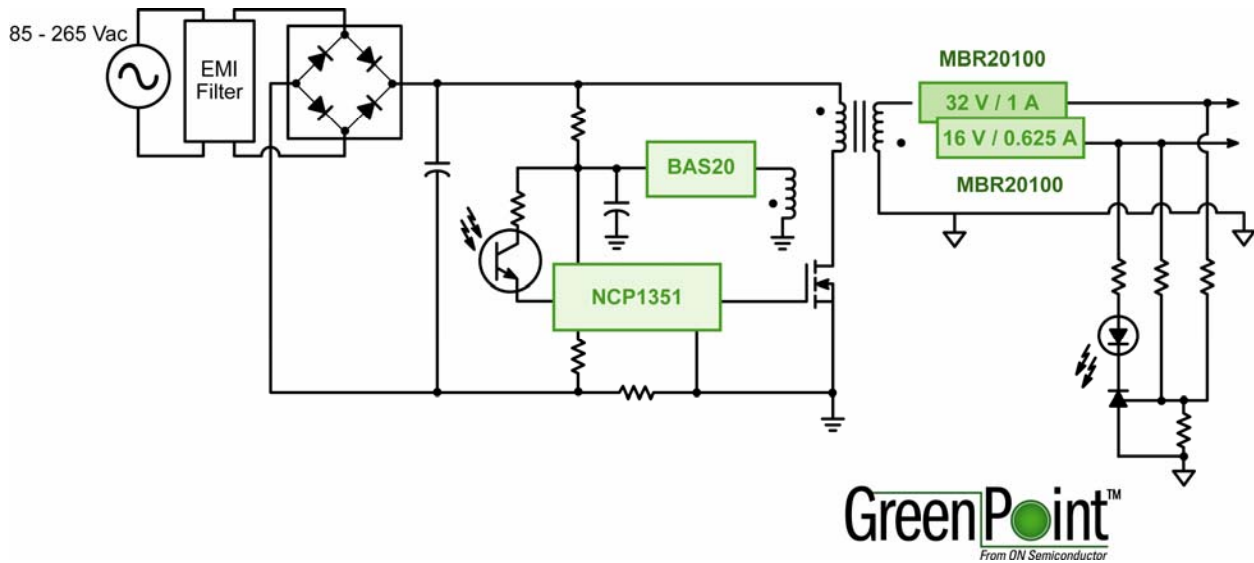 85 - 265 Vac
EMI
Filter
MBR20100
32 V / 1 A
16 V / 0.625 A
MBR20100
BAS20
NCP1351
GreenPoint™
From ON Semiconductor